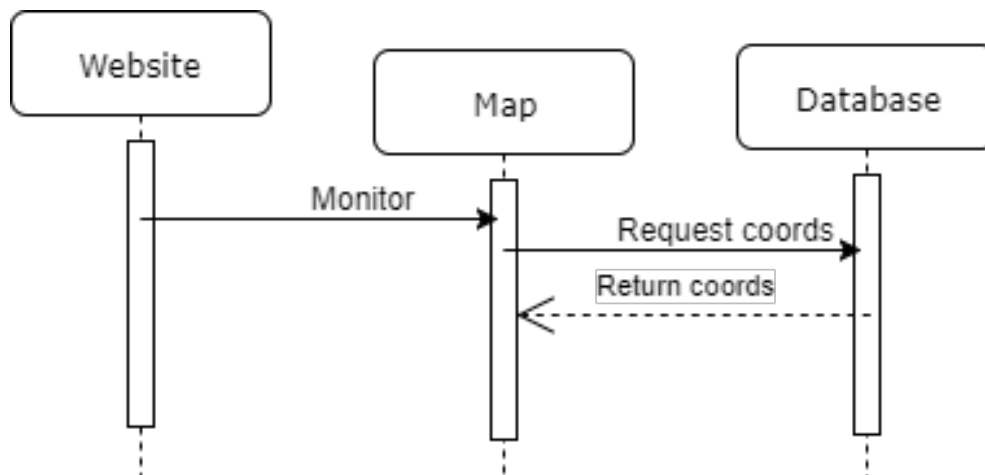 Website
Map
Database
Monitor
Request coords
Return coords